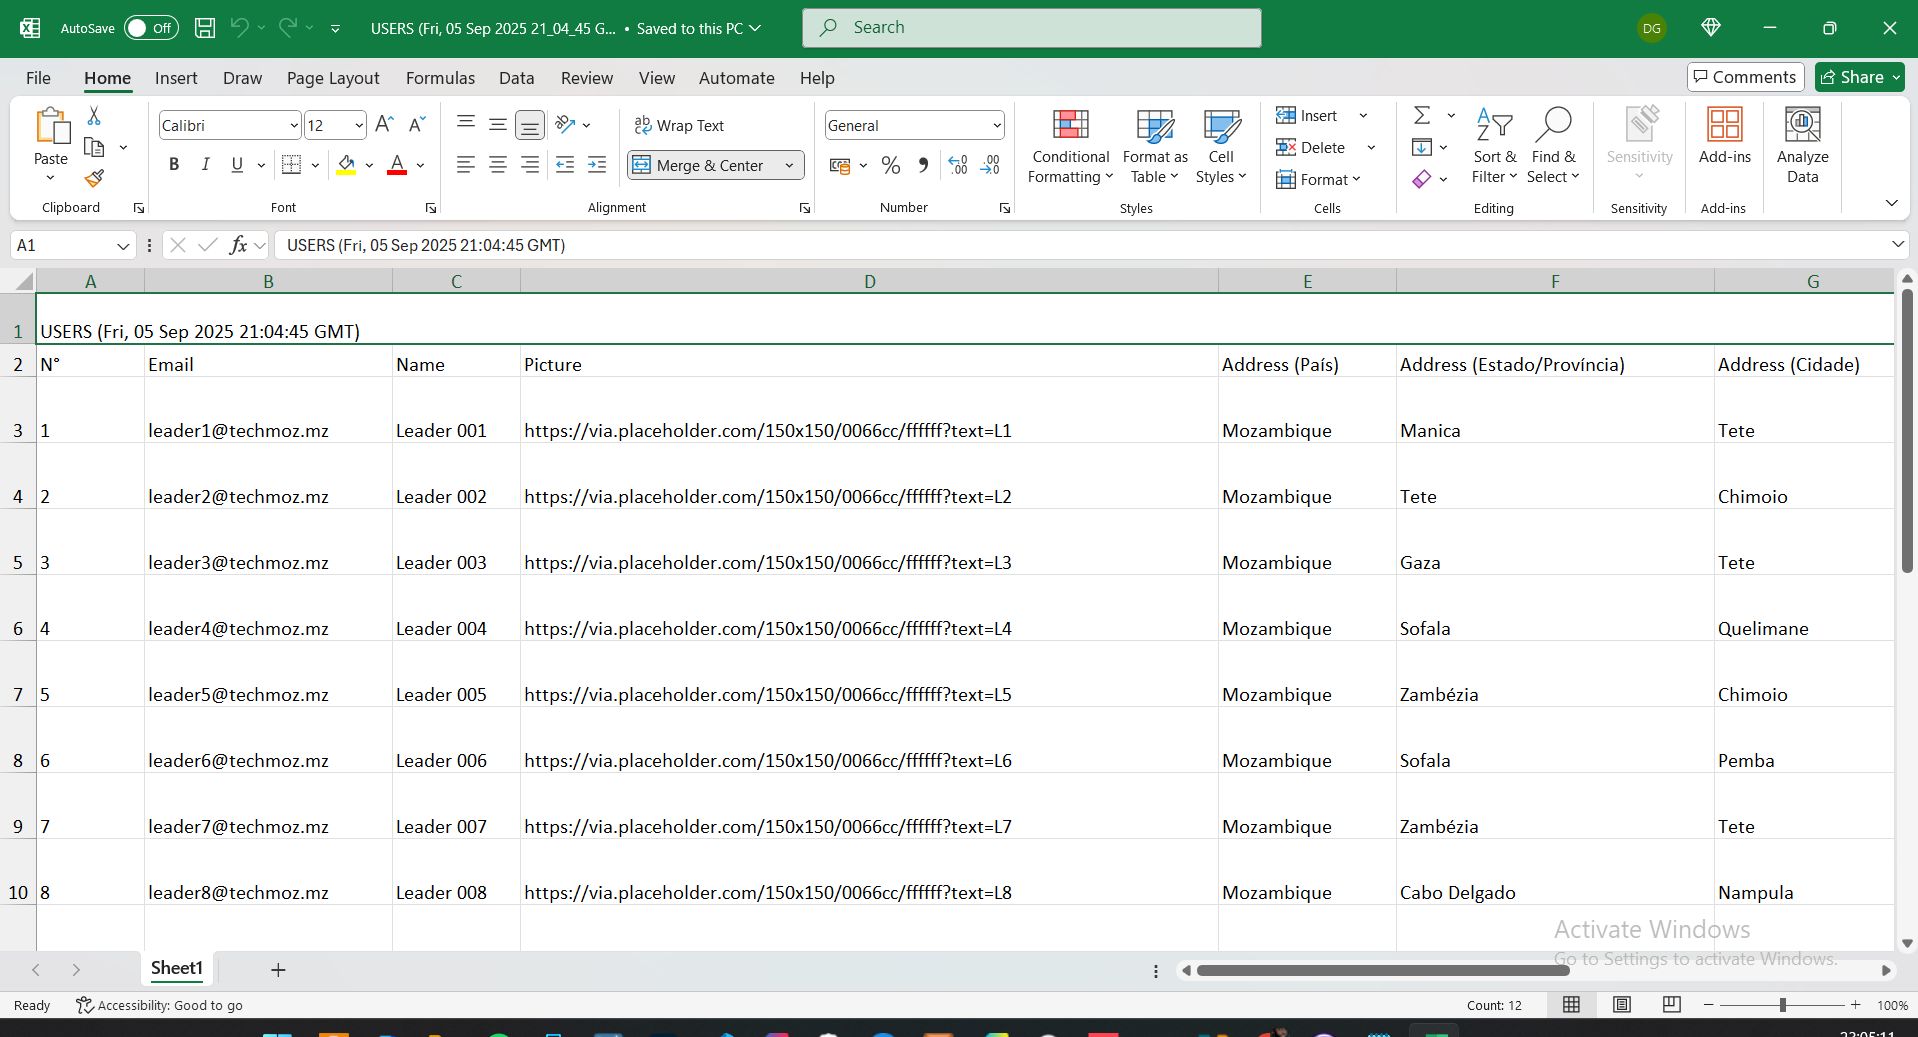 AutoSave Off USERS (Fri, 05 Sep 2025 21_04_45 G... • Saved to this PC Search DG
File Home Insert Draw Page Layout Formulas Data Review View Automate Help Comments Share
Paste Clipboard
Calibri 12 B I U A Font
Wrap Text
Merge & Center
Alignment
General
% Number
Conditional Formatting Format as Table Cell Styles
Styles
Insert
Delete
Format
Cells
Sort & Filter Find & Select
Editing
Sensitivity
Sensitivity
Add-ins
Add-ins
Analyze Data
A1 fx USERS (Fri, 05 Sep 2025 21:04:45 GMT)
A B C D E F G
1 USERS (Fri, 05 Sep 2025 21:04:45 GMT)
2 N° Email Name Picture Address (País) Address (Estado/Província) Address (Cidade)
3 1 leader1@techmoz.mz Leader 001 https://via.placeholder.com/150x150/0066cc/ffffff?text=L1 Mozambique Manica Tete
4 2 leader2@techmoz.mz Leader 002 https://via.placeholder.com/150x150/0066cc/ffffff?text=L2 Mozambique Tete Chimoio
5 3 leader3@techmoz.mz Leader 003 https://via.placeholder.com/150x150/0066cc/ffffff?text=L3 Mozambique Gaza Tete
6 4 leader4@techmoz.mz Leader 004 https://via.placeholder.com/150x150/0066cc/ffffff?text=L4 Mozambique Sofala Quelimane
7 5 leader5@techmoz.mz Leader 005 https://via.placeholder.com/150x150/0066cc/ffffff?text=L5 Mozambique Zambézia Chimoio
8 6 leader6@techmoz.mz Leader 006 https://via.placeholder.com/150x150/0066cc/ffffff?text=L6 Mozambique Sofala Pemba
9 7 leader7@techmoz.mz Leader 007 https://via.placeholder.com/150x150/0066cc/ffffff?text=L7 Mozambique Zambézia Tete
10 8 leader8@techmoz.mz Leader 008 https://via.placeholder.com/150x150/0066cc/ffffff?text=L8 Mozambique Cabo Delgado Nampula
Activate Windows
Go to Settings to activate Windows.
Sheet1
Ready Accessibility: Good to go Count: 12 100%